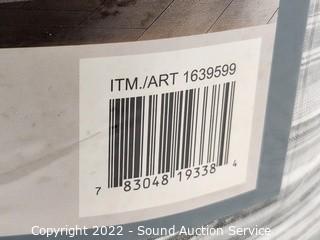 ITM./ART 1639599
7 83048 19338 4
Copyright 2022 - Sound Auction Service